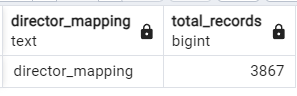 director_mapping total_records
text bigint
director_mapping 3867